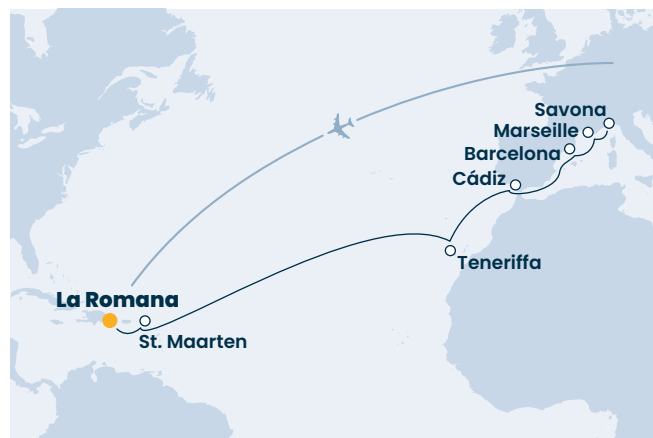 Savona
Marseille
Barcelona
Cádiz
Teneriffa
La Romana
St. Maarten